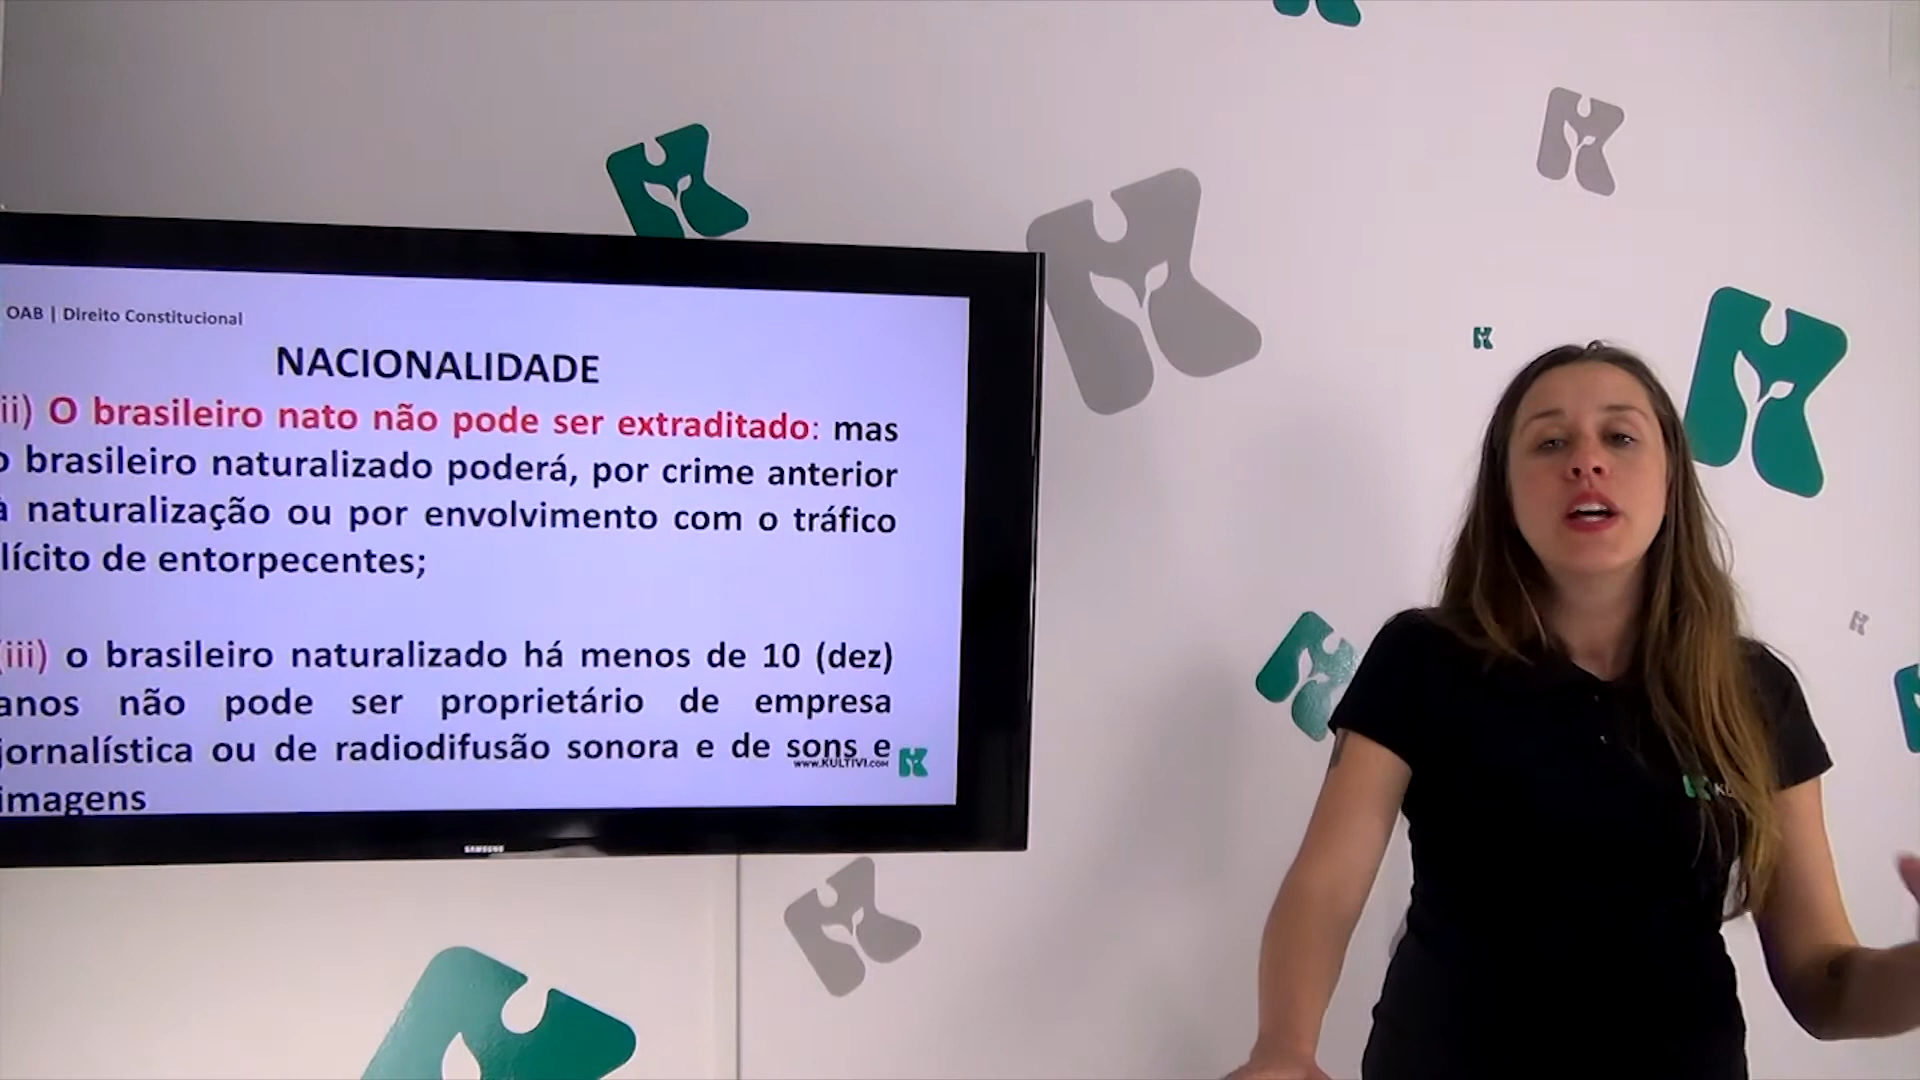 OAB | Direito Constitucional
NACIONALIDADE
ii) O brasileiro nato não pode ser extraditado: mas
o brasileiro naturalizado poderá, por crime anterior
à naturalização ou por envolvimento com o tráfico
lícito de entorpecentes;
(iii) o brasileiro naturalizado há menos de 10 (dez)
anos não pode ser proprietário de empresa
jornalística ou de radiodifusão sonora e de sons e
imagens
www.KULTIVI.COM
SAMSUNG